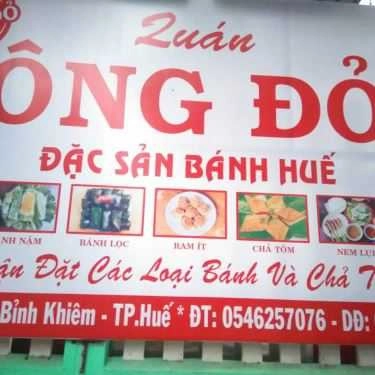 Quán
ÔNG ĐỎ
ĐẶC SẢN BÁNH HUẾ
NH NẬM
BÁNH LỌC
RAM ÍT
CHẢ TÔM
NEM LỤI
ận Đặt Các Loại Bánh Và Chả T
Bỉnh Khiêm - TP.Huế * ĐT: 0546257076 - DĐ: